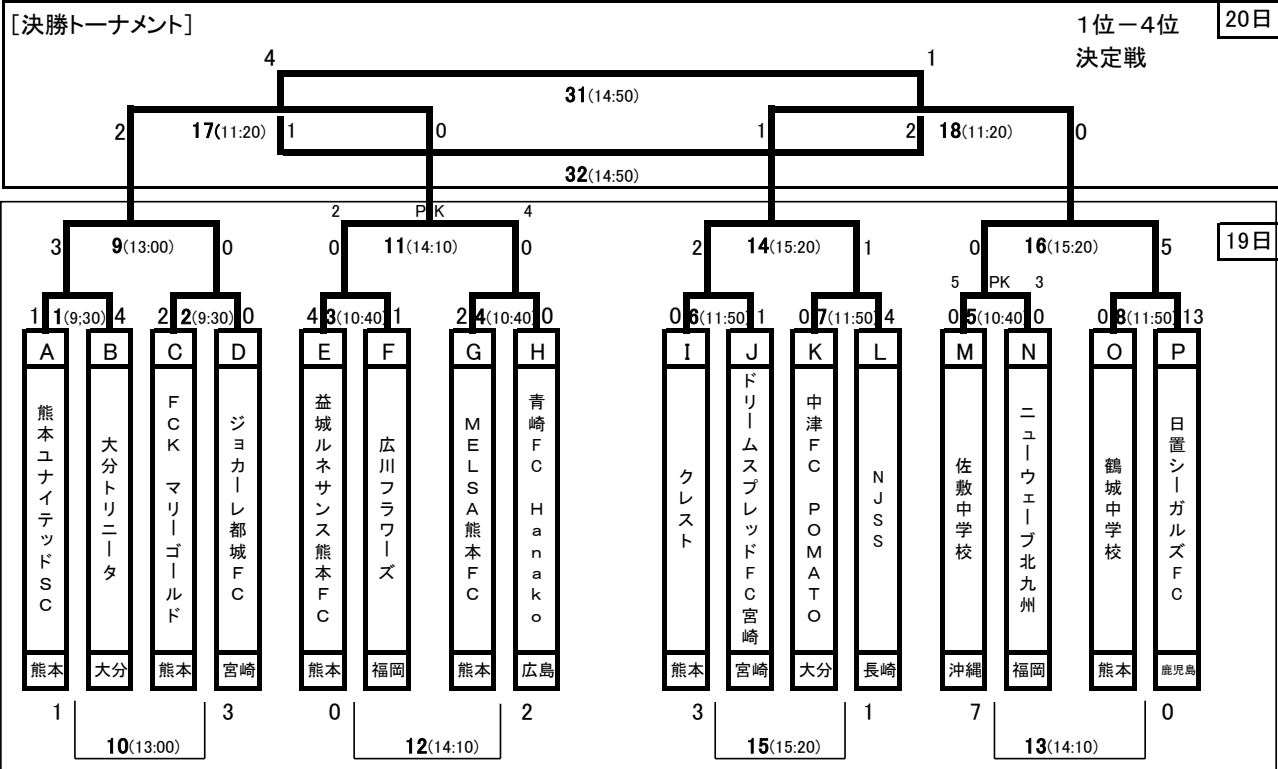 [決勝トーナメント]
1位－4位
決定戦
20日
4 1
31(14:50)
2 17(11:20) 1 0 1 2 18(11:20) 0
32(14:50)
2 PK 4
3 9(13:00) 0 0 11(14:10) 0 2 14(15:20) 1 0 16(15:20) 5
19日
5 PK 3
1 1(9;30) 4 2 2(9:30) 0 4 3(10:40) 1 2 4(10:40) 0 0 6(11:50) 1 0 7(11:50) 4 0 5(10:40) 0 0 8(11:50) 13
A B C D E F G H I J K L M N O P
熊本ユナイテッドSC
大分トリニータ
FCK マリーゴールド
ジョカーレ都城FC
益城ルネサンス熊本FC
広川フラワーズ
MELSA熊本FC
青崎FC Hanako
クレスト
ドリームスプレッドFC宮崎
中津FC POMATO
NJSS
佐敷中学校
ニューウェーブ北九州
鶴城中学校
日置シーガルズFC
熊本 大分 熊本 宮崎 熊本 福岡 熊本 広島 熊本 宮崎 大分 長崎 沖縄 福岡 熊本 鹿児島
1 3 0 2 3 1 7 0
10(13:00) 12(14:10) 15(15:20) 13(14:10)